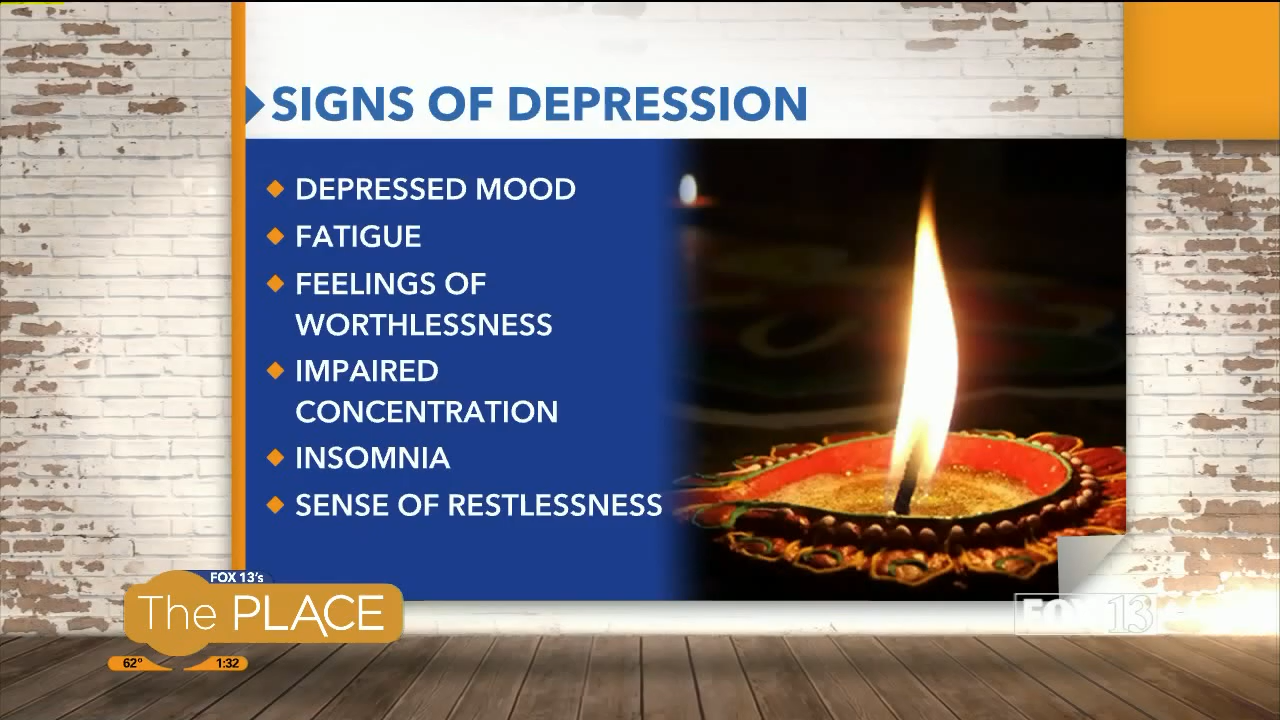 SIGNS OF DEPRESSION
DEPRESSED MOOD
FATIGUE
FEELINGS OF
WORTHLESSNESS
IMPAIRED
CONCENTRATION
INSOMNIA
SENSE OF RESTLESSNESS
FOX 13's
The PLACE
62° 1:32
FOX 13